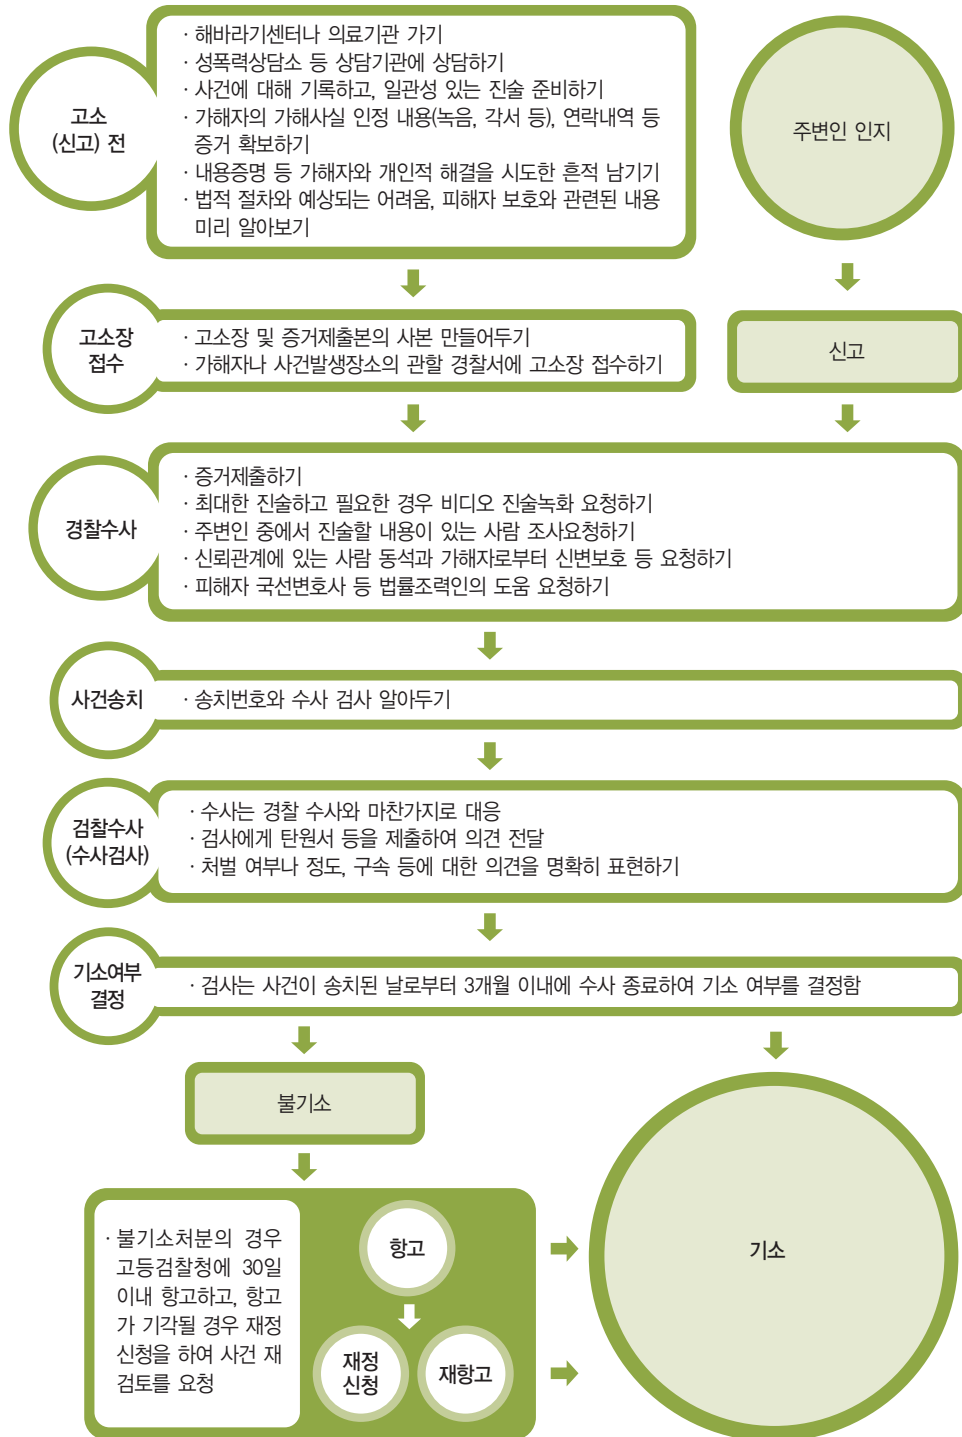 고소
(신고) 전
· 해바라기센터나 의료기관 가기
· 성폭력상담소 등 상담기관에 상담하기
· 사건에 대해 기록하고, 일관성 있는 진술 준비하기
· 가해자의 가해사실 인정 내용(녹음, 각서 등), 연락내역 등
증거 확보하기
· 내용증명 등 가해자와 개인적 해결을 시도한 흔적 남기기
· 법적 절차와 예상되는 어려움, 피해자 보호와 관련된 내용
미리 알아보기
주변인 인지
고소장
접수
· 고소장 및 증거제출본의 사본 만들어두기
· 가해자나 사건발생장소의 관할 경찰서에 고소장 접수하기
신고
경찰수사
· 증거제출하기
· 최대한 진술하고 필요한 경우 비디오 진술녹화 요청하기
· 주변인 중에서 진술할 내용이 있는 사람 조사요청하기
· 신뢰관계에 있는 사람 동석과 가해자로부터 신변보호 등 요청하기
· 피해자 국선변호사 등 법률조력인의 도움 요청하기
사건송치
· 송치번호와 수사 검사 알아두기
검찰수사
(수사검사)
· 수사는 경찰 수사와 마찬가지로 대응
· 검사에게 탄원서 등을 제출하여 의견 전달
· 처벌 여부나 정도, 구속 등에 대한 의견을 명확히 표현하기
기소여부
결정
· 검사는 사건이 송치된 날로부터 3개월 이내에 수사 종료하여 기소 여부를 결정함
불기소
· 불기소처분의 경우
고등검찰청에 30일
이내 항고하고, 항고
가 기각될 경우 재정
신청을 하여 사건 재
검토를 요청
항고
재정
신청
재항고
기소